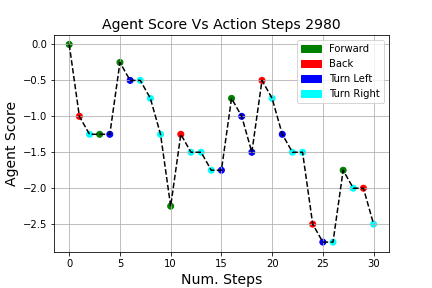 Agent Score Vs Action Steps 2980
Agent Score
0.0
−0.5
−1.0
−1.5
−2.0
−2.5
Forward
Back
Turn Left
Turn Right
0 5 10 15 20 25 30
Num. Steps